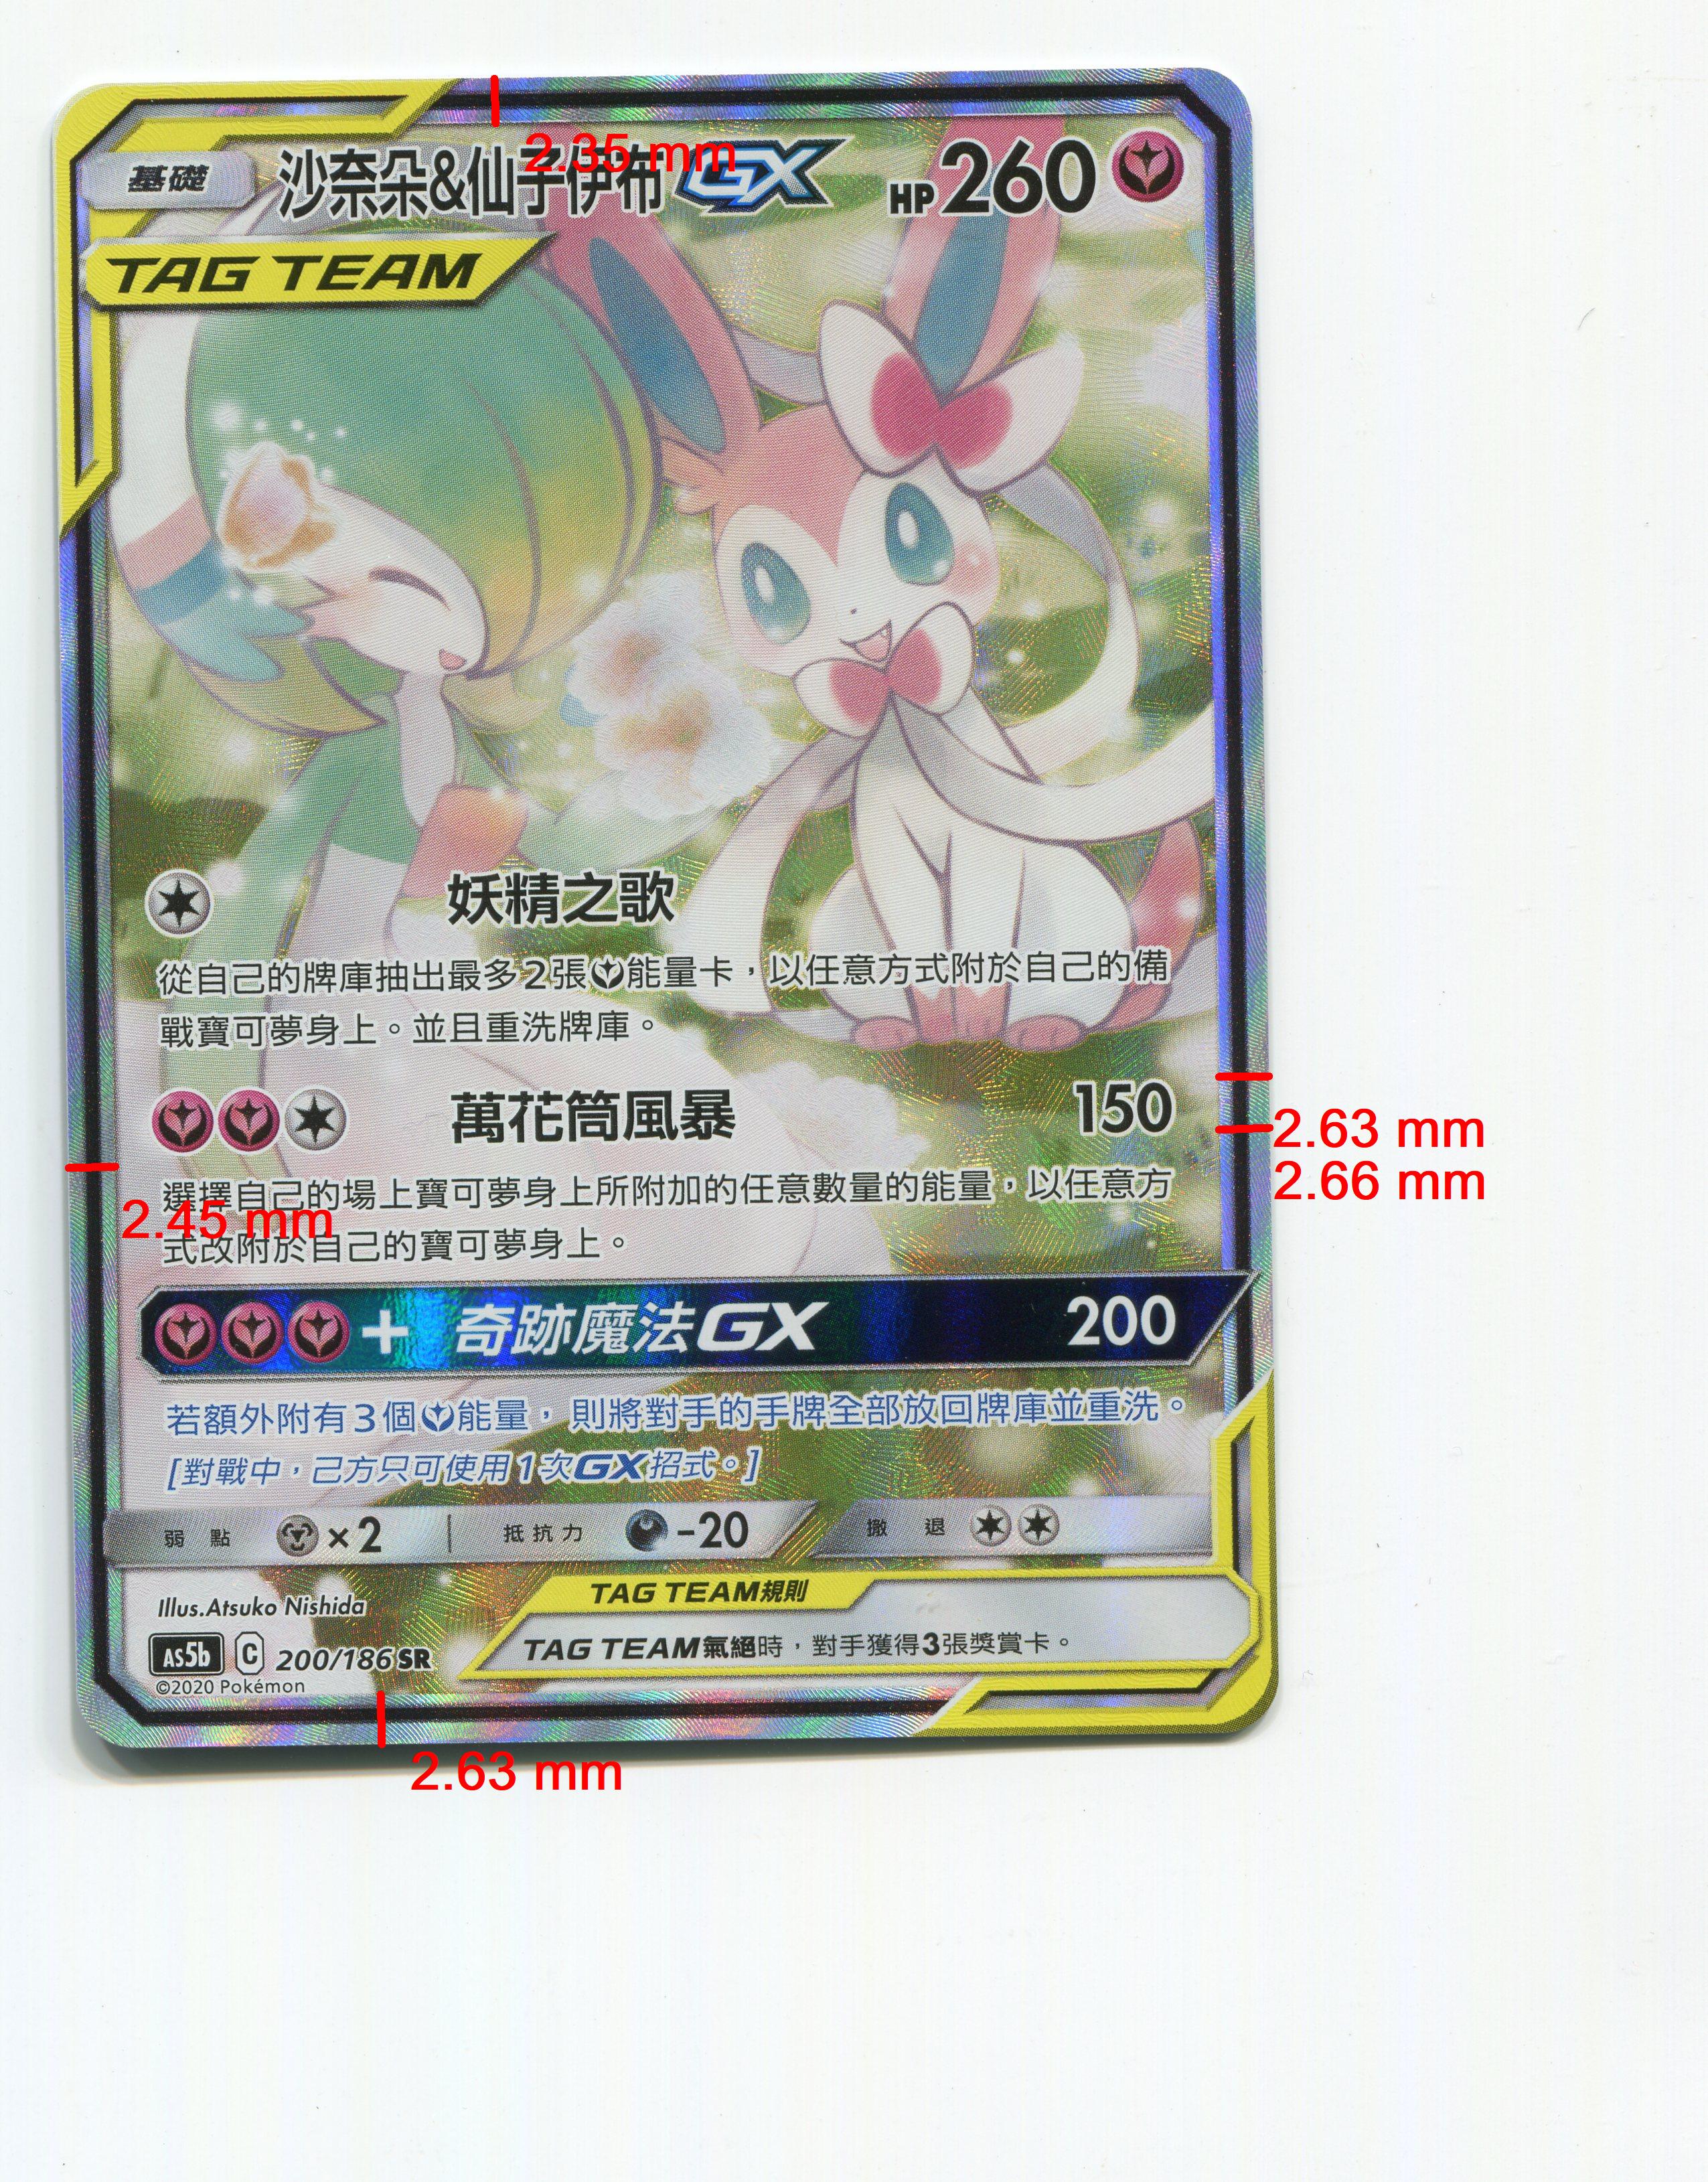 基礎
沙奈朵&仙子伊布GX
HP 260
2.35 mm
TAG TEAM
妖精之歌
從自己的牌庫抽出最多2張能量卡,以任意方式附於自己的備
戰寶可夢身上。並且重洗牌庫。
萬花筒風暴 150
2.63 mm
2.66 mm
選擇自己的場上寶可夢身上所附加的任意數量的能量,以任意方
式改附於自己的寶可夢身上。
2.45 mm
+ 奇跡魔法GX 200
若額外附有3個能量,則將對手的手牌全部放回牌庫並重洗。
[對戰中,己方只可使用1次GX招式。]
弱 點 ×2 抵抗力 -20 撤 退
Illus.Atsuko Nishida
TAG TEAM規則
TAG TEAM氣絕時,對手獲得3張獎賞卡。
AS5b C 200/186 SR
©2020 Pokémon
2.63 mm